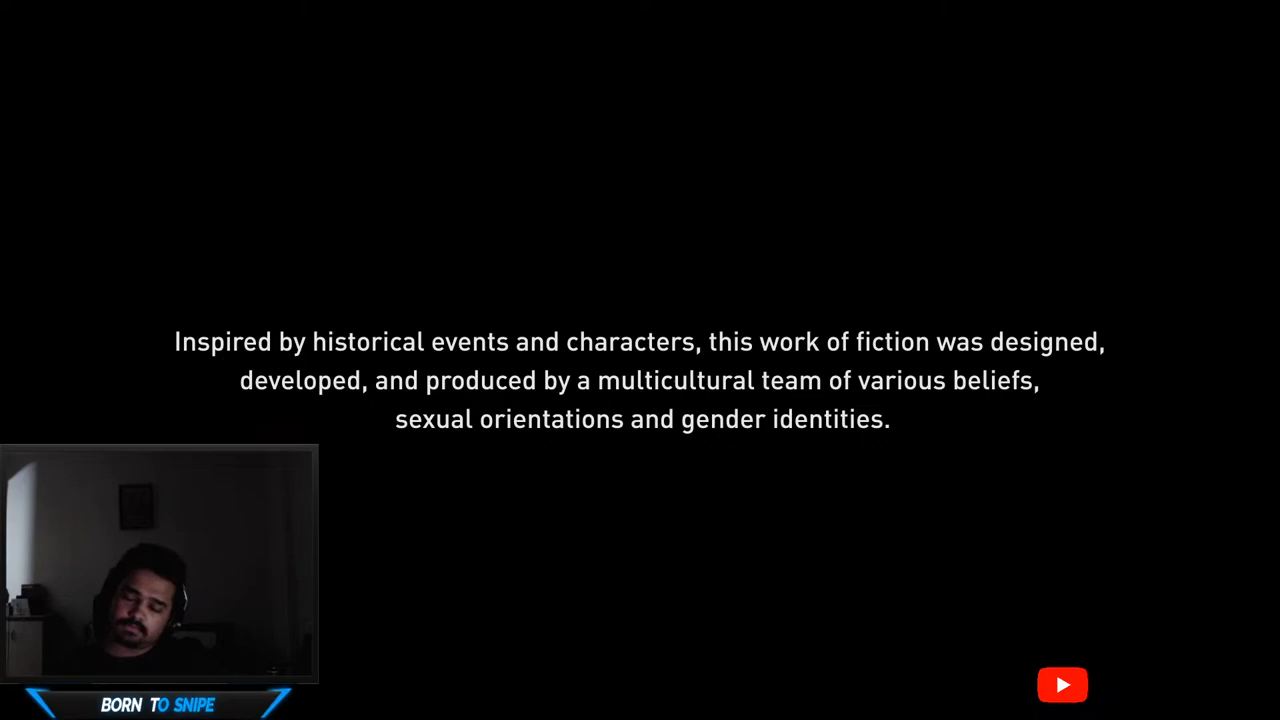 Inspired by historical events and characters, this work of fiction was designed,
developed, and produced by a multicultural team of various beliefs,
sexual orientations and gender identities.
BORN TO SNIPE